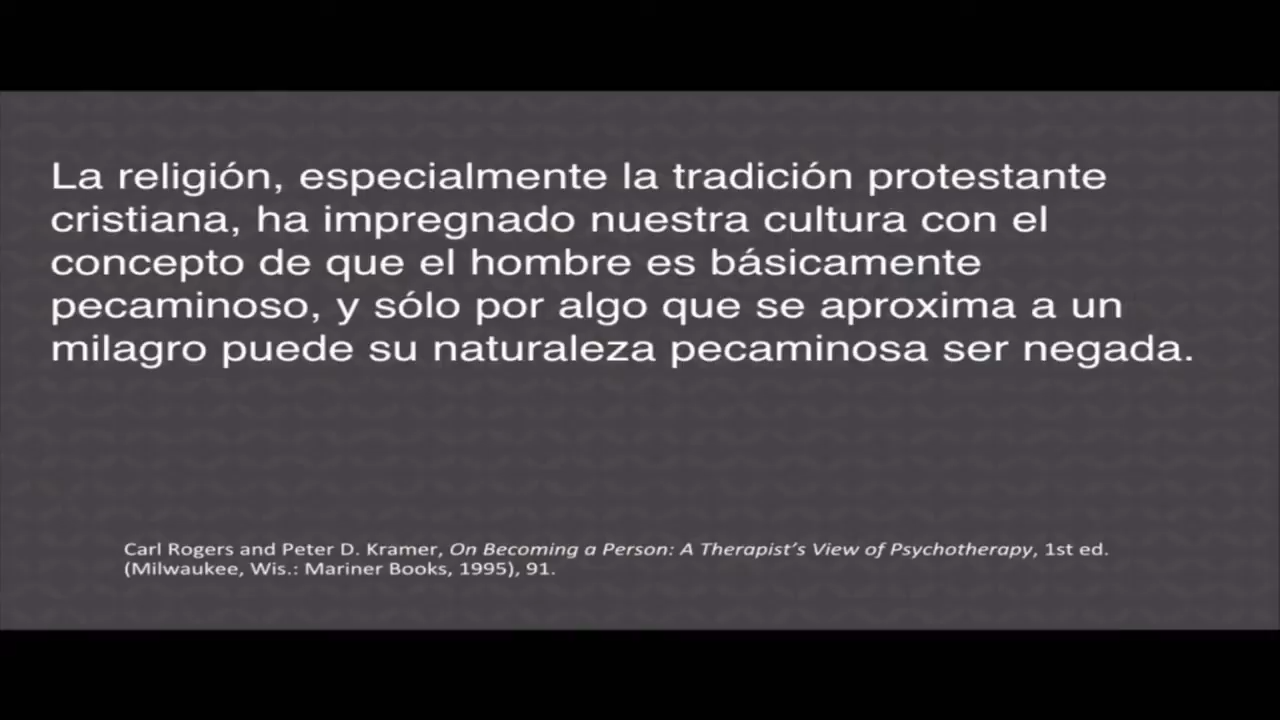 La religión, especialmente la tradición protestante
cristiana, ha impregnado nuestra cultura con el
concepto de que el hombre es básicamente
pecaminoso, y sólo por algo que se aproxima a un
milagro puede su naturaleza pecaminosa ser negada.
Carl Rogers and Peter D. Kramer, On Becoming a Person: A Therapist's View of Psychotherapy, 1st ed.
(Milwaukee, Wis.: Mariner Books, 1995), 91.